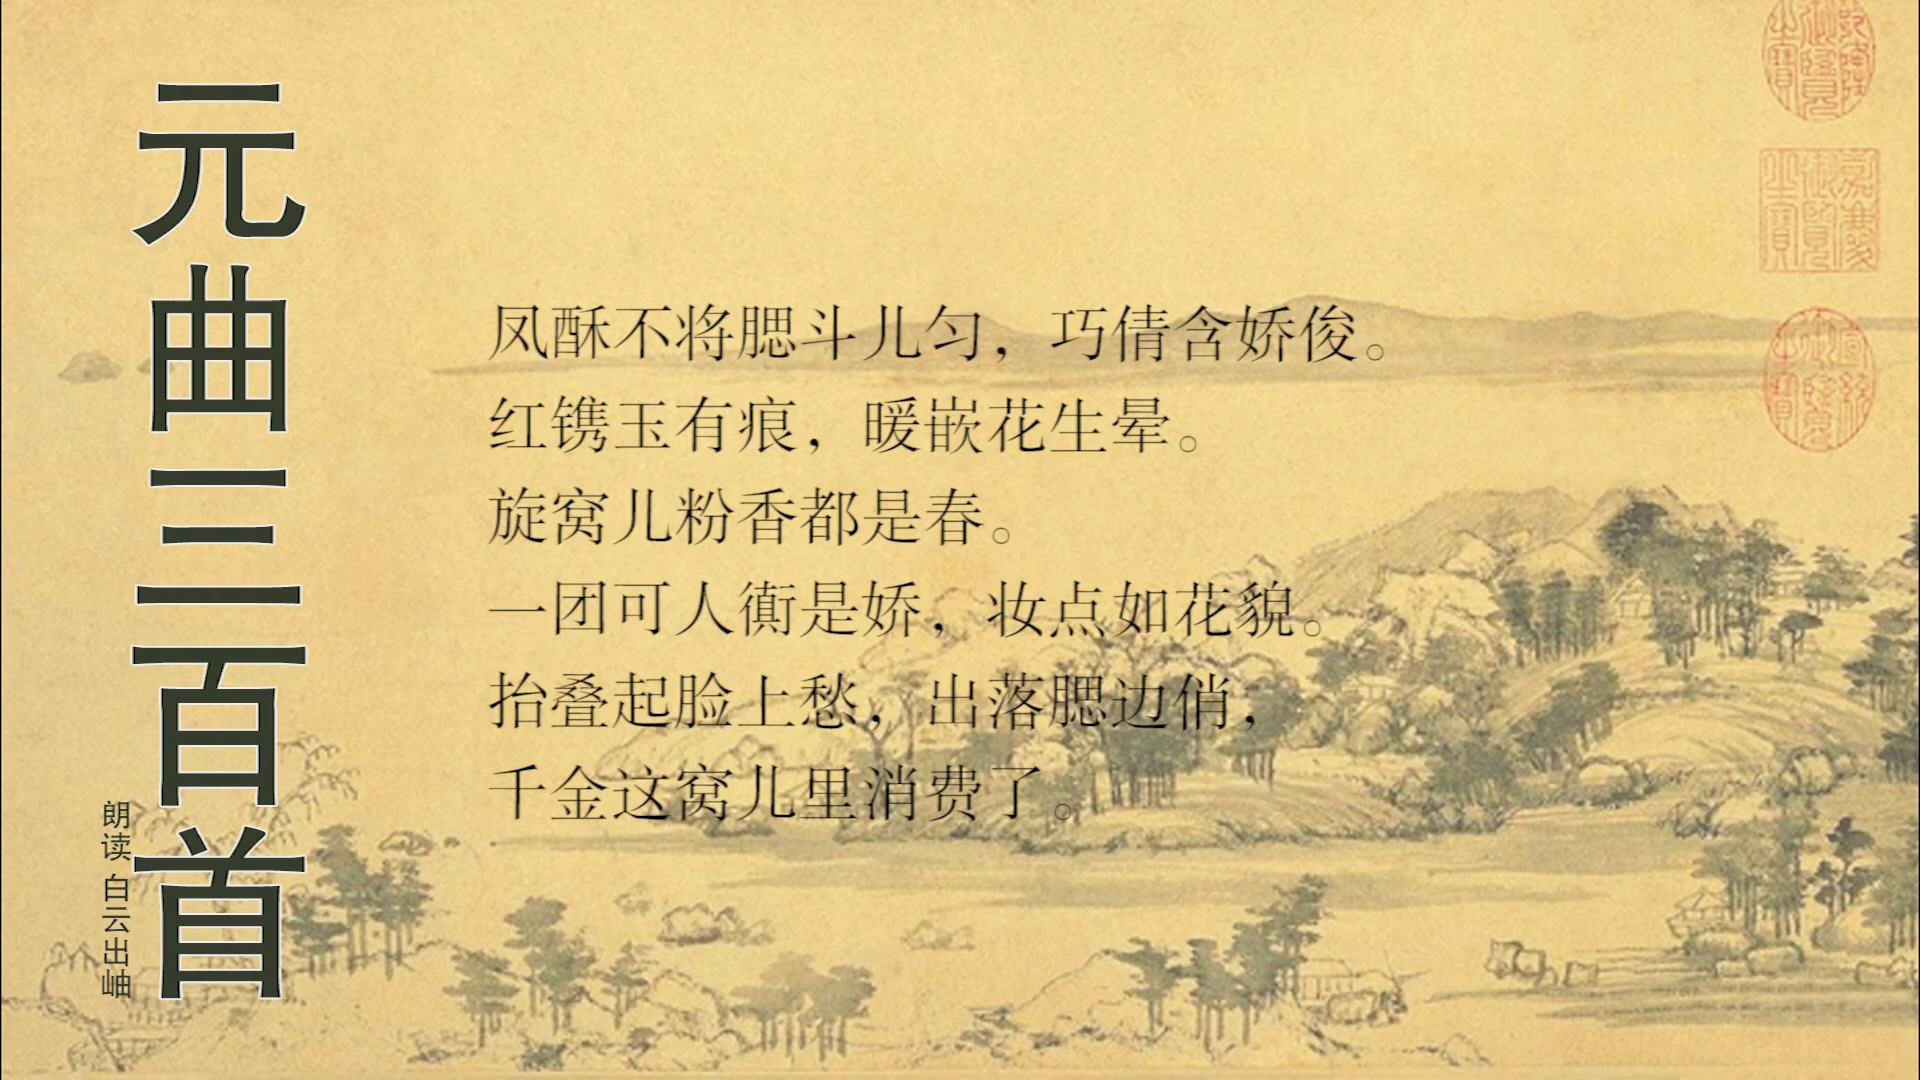 元曲三百首
朗读 白云出岫
凤酥不将腮斗儿匀，巧倩含娇俊。
红镌玉有痕，暖嵌花生晕。
旋窝儿粉香都是春。
一团可人衠是娇，妆点如花貌。
抬叠起脸上愁，出落腮边俏，
千金这窝儿里消费了。